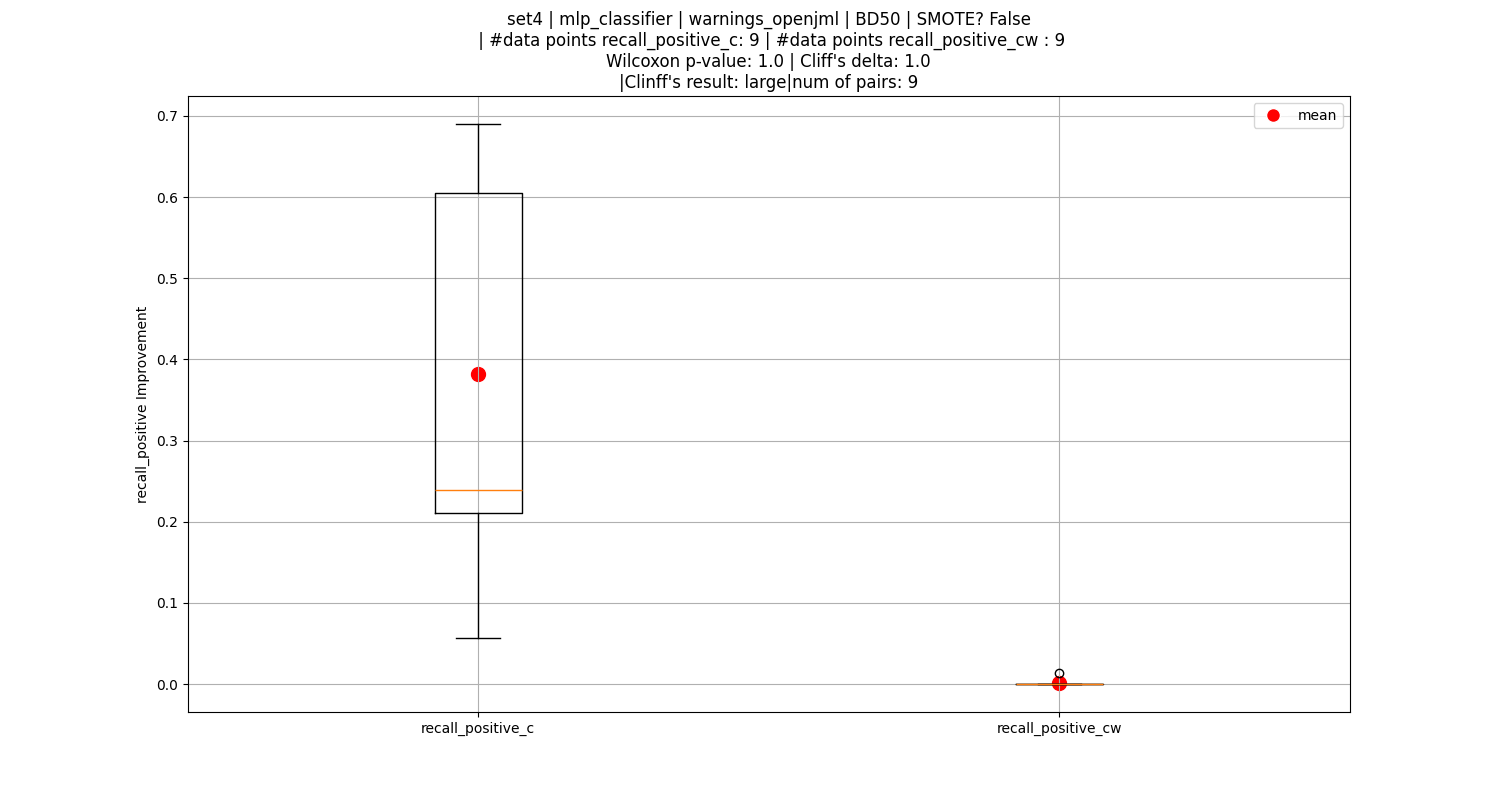 set4 | mlp_classifier | warnings_openjml | BD50 | SMOTE? False
| #data points recall_positive_c: 9 | #data points recall_positive_cw : 9
Wilcoxon p-value: 1.0 | Cliff's delta: 1.0
|Clinff's result: large|num of pairs: 9
mean
0.7
0.6
0.5
0.4
0.3
0.2
0.1
0.0
recall_positive Improvement
recall_positive_c
recall_positive_cw